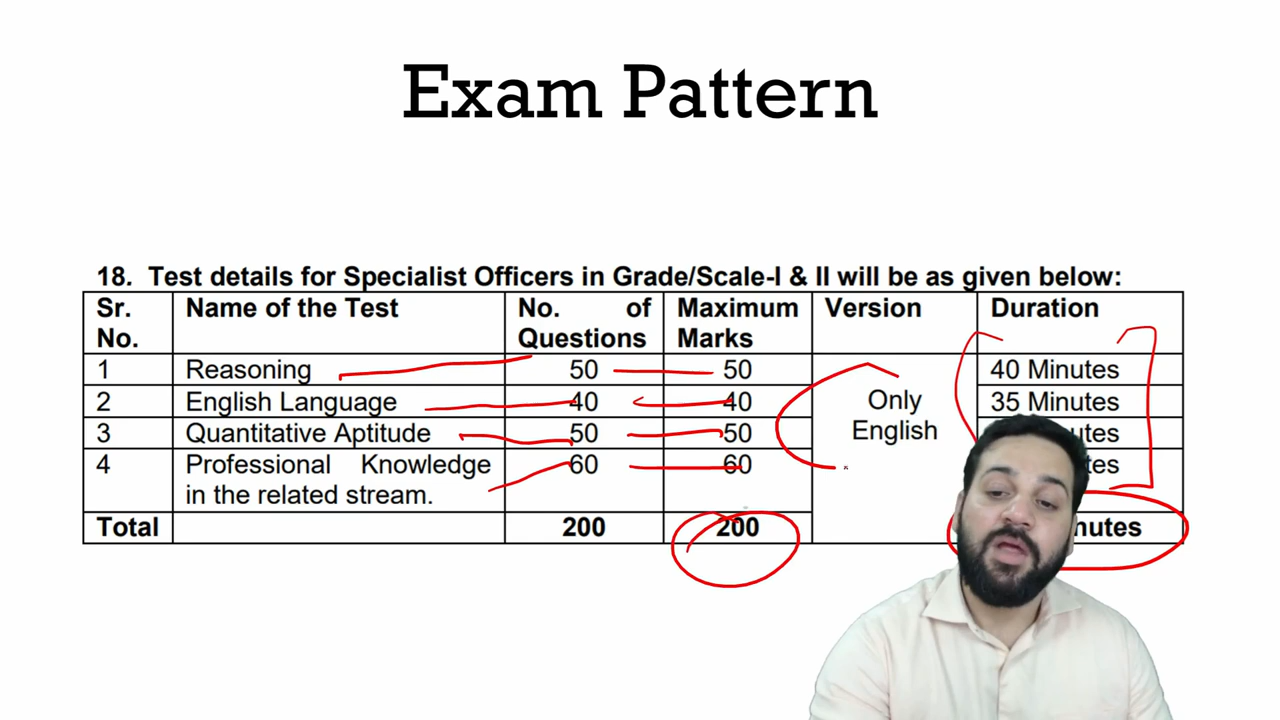 Exam Pattern
18. Test details for Specialist Officers in Grade/Scale-I & II will be as given below:
Sr. No. Name of the Test No. of Questions Maximum Marks Version Duration
1 Reasoning 50 50 Only English 40 Minutes
2 English Language 40 40 35 Minutes
3 Quantitative Aptitude 50 50
4 Professional Knowledge in the related stream. 60 60
Total 200 200